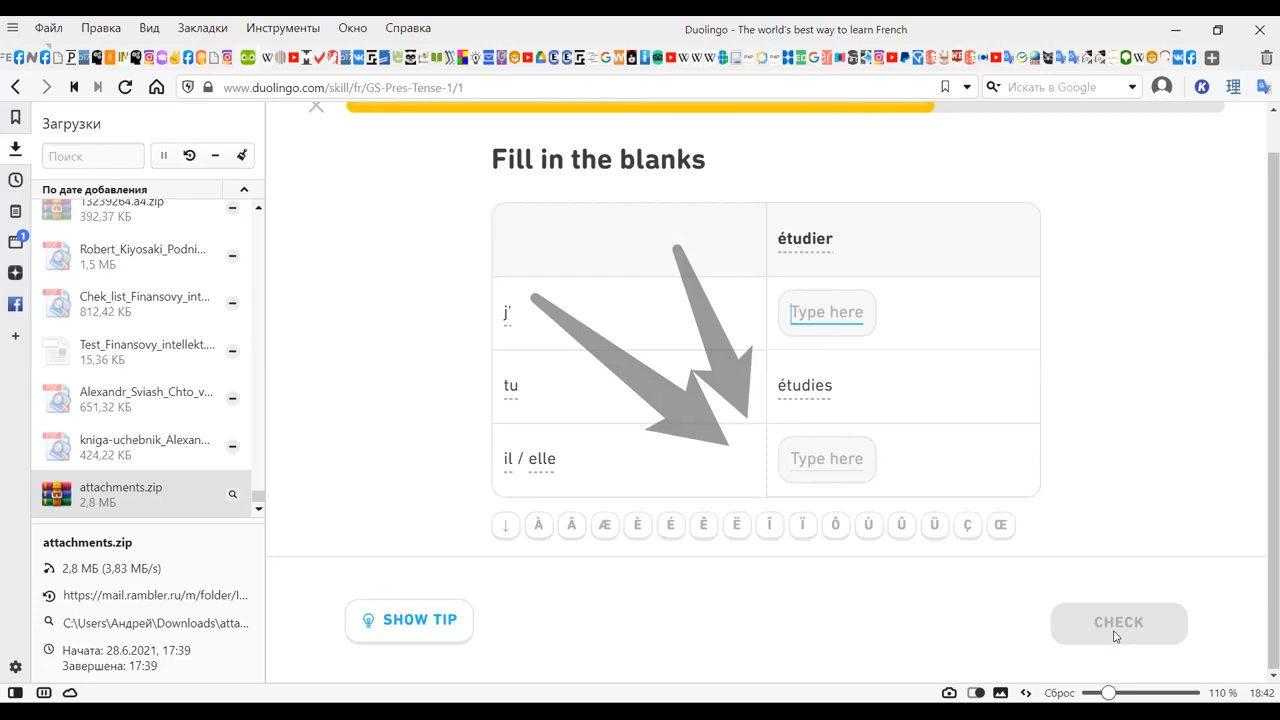 Файл Правка Вид Закладки Инструменты Окно Справка
Duolingo - The world's best way to learn French
www.duolingo.com/skill/fr/GS-Pres-Tense-1/1
Искать в Google
Загрузки
Поиск
По дате добавления
13239264.a4.zip
392,37 КБ
Robert_Kiyosaki_Podni...
1,5 МБ
Chek_list_Finansovy_int...
812,42 КБ
Test_Finansovy_intellekt....
15,36 КБ
Alexandr_Sviash_Chto_v...
651,32 КБ
kniga-uchebnik_Alexan...
424,22 КБ
attachments.zip
2,8 МБ
attachments.zip
2,8 МБ (3,83 МБ/s)
https://mail.rambler.ru/m/folder/I...
C:\Users\Андрей\Downloads\atta...
Начата: 28.6.2021, 17:39
Завершена: 17:39
Fill in the blanks
étudier
j' Type here
tu étudies
il / elle Type here
↓ À Â Æ È É Ê Ë Î Ï Ô Ù Û Ü Ç Œ
SHOW TIP
CHECK
1
Сброс 110 % 18:42